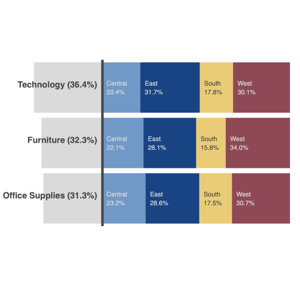 Technology (36.4%)
Central East South West
20.4% 31.7% 17.8% 30.1%
Furniture (32.3%)
Central East South West
22.1% 28.1% 15.8% 34.0%
Office Supplies (31.3%)
Central East South West
23.2% 28.6% 17.5% 30.7%